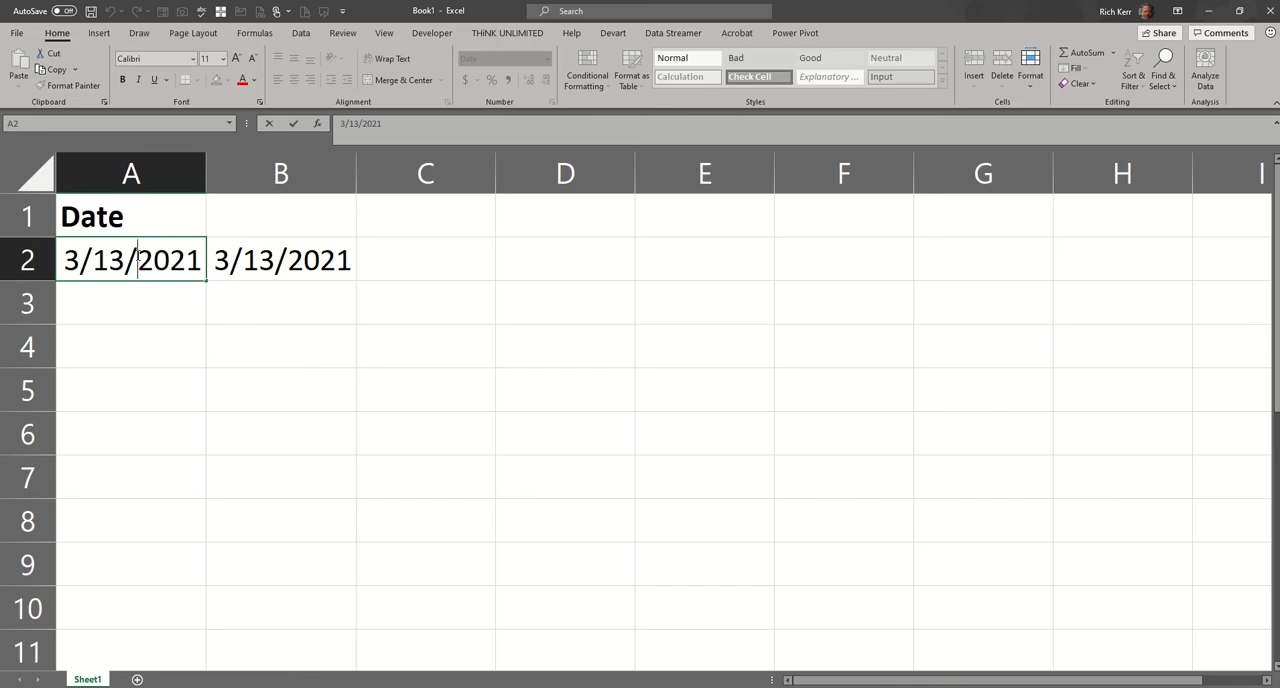 AutoSave Off
Book1 - Excel
Search
Rich Kerr
File Home Insert Draw Page Layout Formulas Data Review View Developer THiNK UNLIMITED Help Devart Data Streamer Acrobat Power Pivot Share Comments
Paste
Cut
Copy
Format Painter
Clipboard
Calibri 11
B I U A
Font
Wrap Text
Merge & Center
Alignment
Date
$ % 9
Number
Conditional Formatting
Format as Table
Normal Bad Good Neutral
Calculation Check Cell Explanatory ... Input
Styles
Insert Delete Format
Cells
AutoSum
Fill
Clear
Sort & Filter
Find & Select
Editing
Analyze Data
Analysis
A2 fx 3/13/2021
A B C D E F G H I
1 Date
2 3/13/2021 3/13/2021
3
4
5
6
7
8
9
10
11
Sheet1